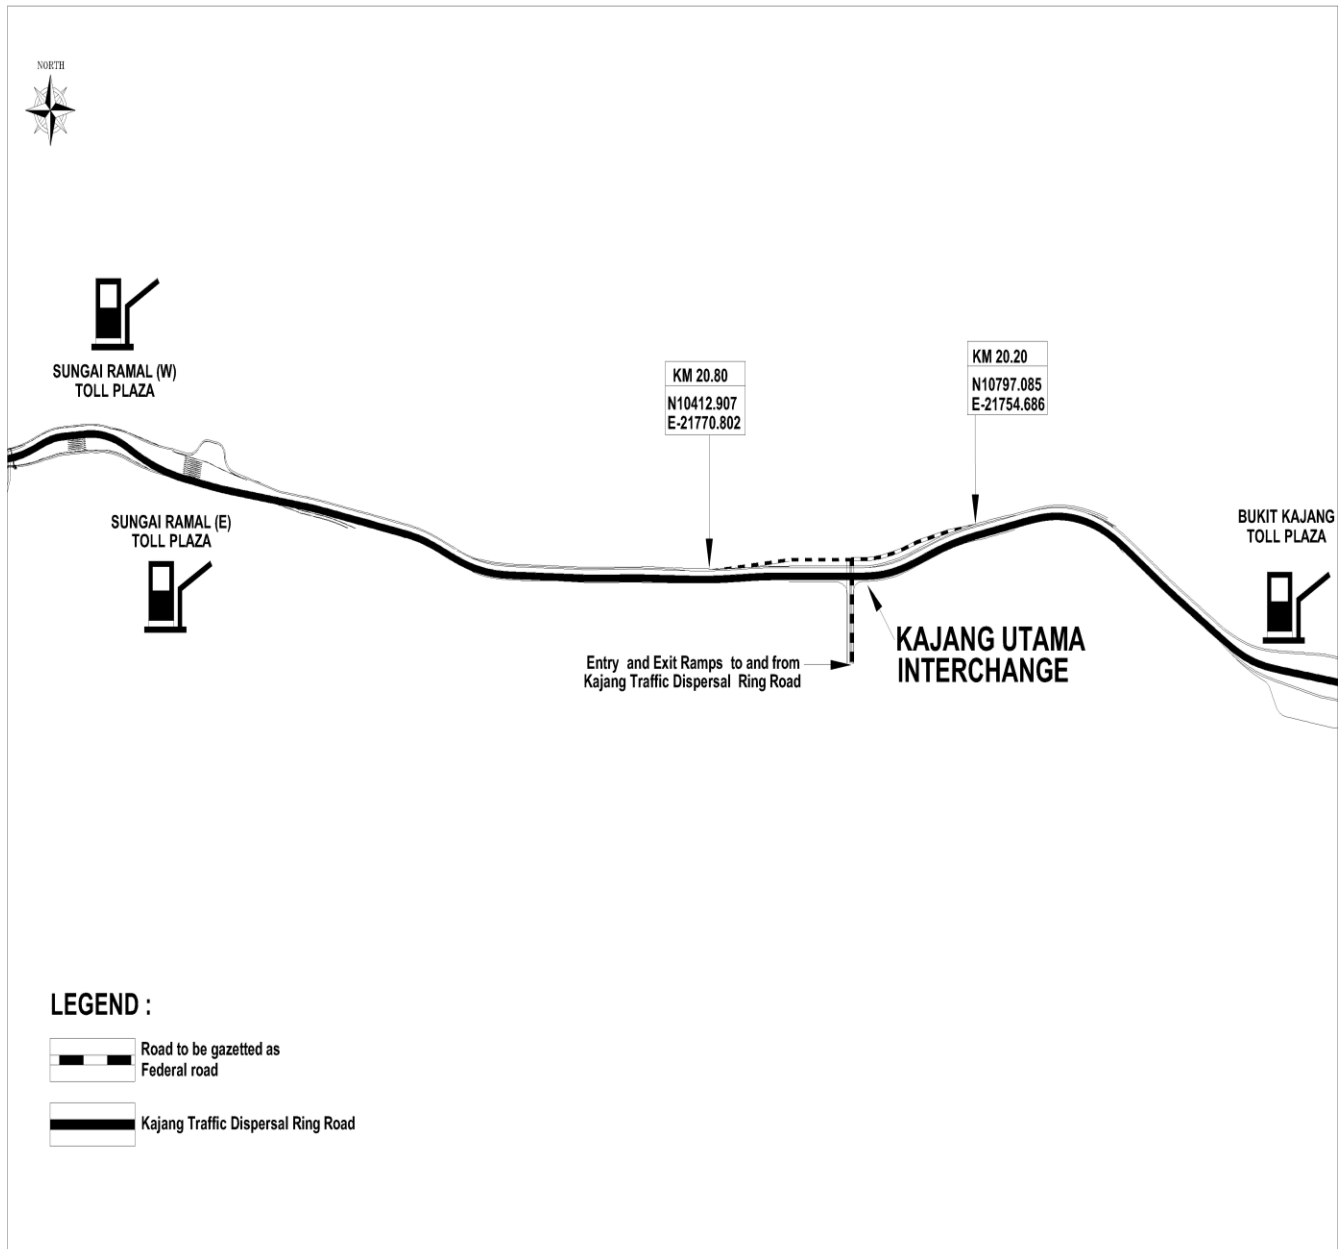 NORTH
SUNGAI RAMAL (W)
TOLL PLAZA
KM 20.80
N10412.907
E-21770.802
KM 20.20
N10797.085
E-21754.686
SUNGAI RAMAL (E)
TOLL PLAZA
BUKIT KAJANG
TOLL PLAZA
KAJANG UTAMA
INTERCHANGE
Entry and Exit Ramps to and from
Kajang Traffic Dispersal Ring Road
LEGEND :
Road to be gazetted as
Federal road
Kajang Traffic Dispersal Ring Road